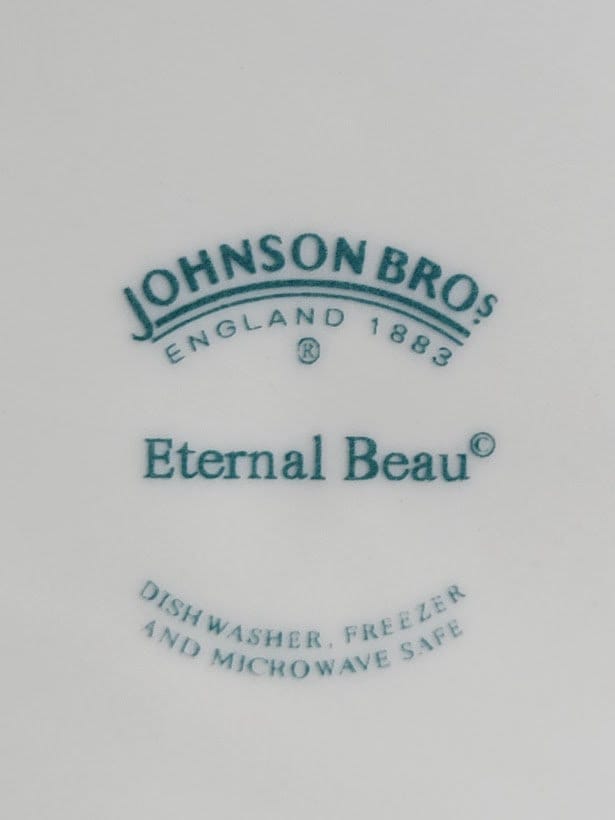 JOHNSON BROS.
ENGLAND 1883
®
Eternal Beau©
DISHWASHER, FREEZER
AND MICROWAVE SAFE